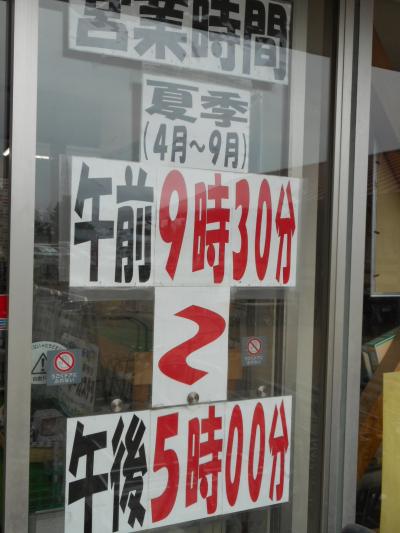 営業時間
夏季
(4月～9月)
午前9時30分
～
午後5時00分